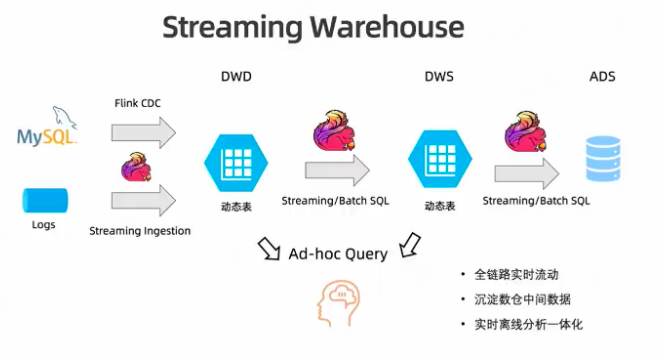 Streaming Warehouse
DWD
DWS
ADS
Flink CDC
MySQL
Streaming/Batch SQL
Streaming/Batch SQL
动态表
动态表
Logs
Streaming Ingestion
Ad-hoc Query
• 全链路实时流动
• 沉淀数仓中间数据
• 实时离线分析一体化